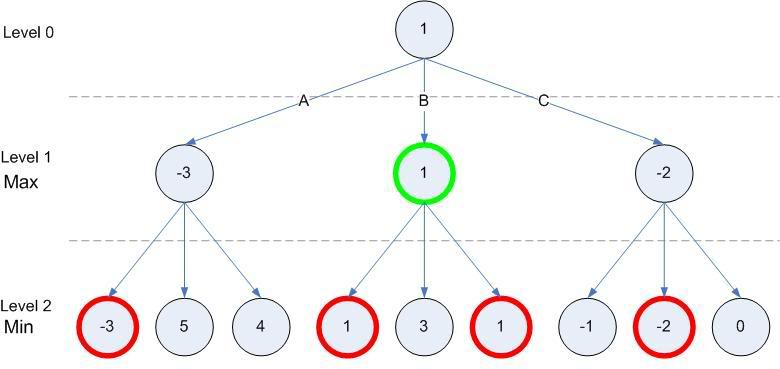 Level 0
1
A B C
Level 1
Max
-3 1 -2
Level 2
Min
-3 5 4 1 3 1 -1 -2 0